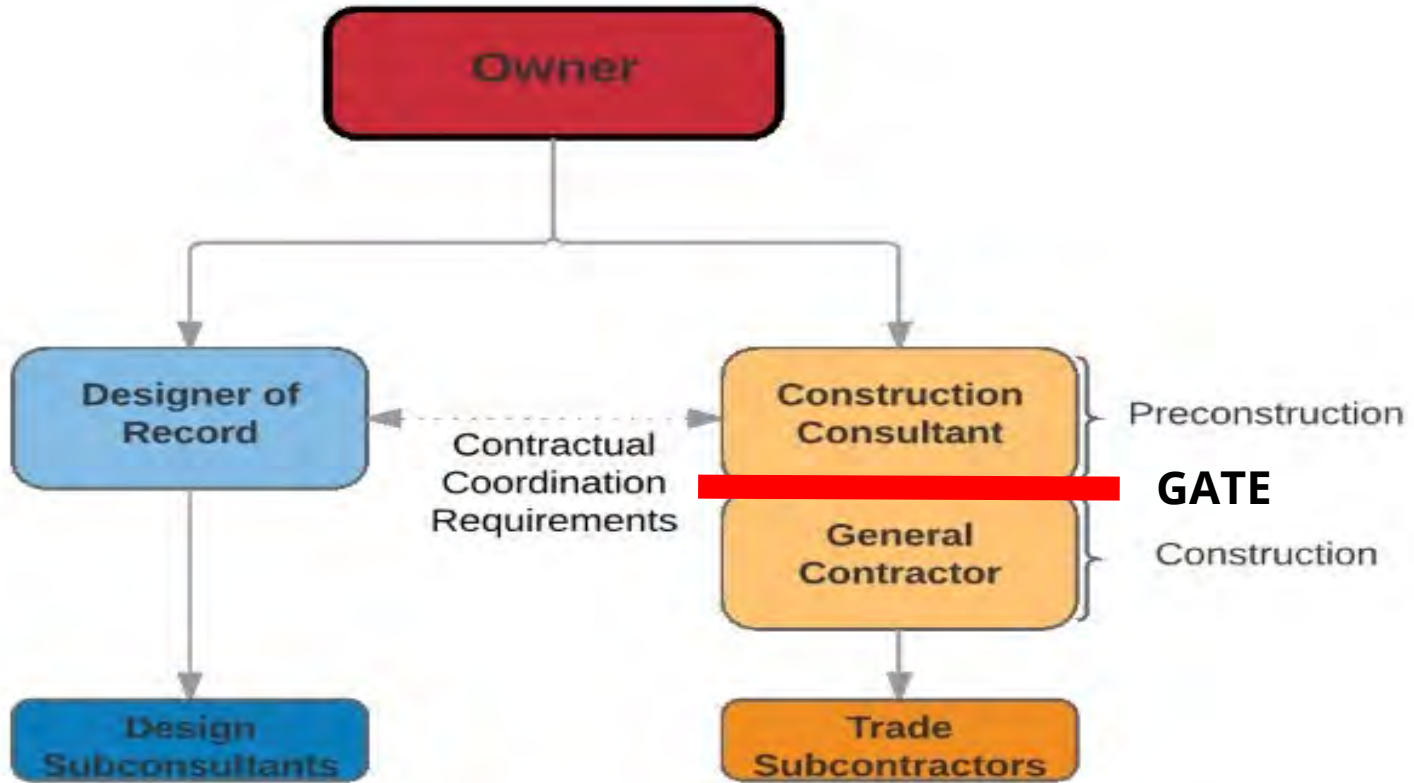 Owner
Designer of
Record
Contractual
Coordination
Requirements
Construction
Consultant
Preconstruction
GATE
General
Contractor
Construction
Design
Subconsultants
Trade
Subcontractors